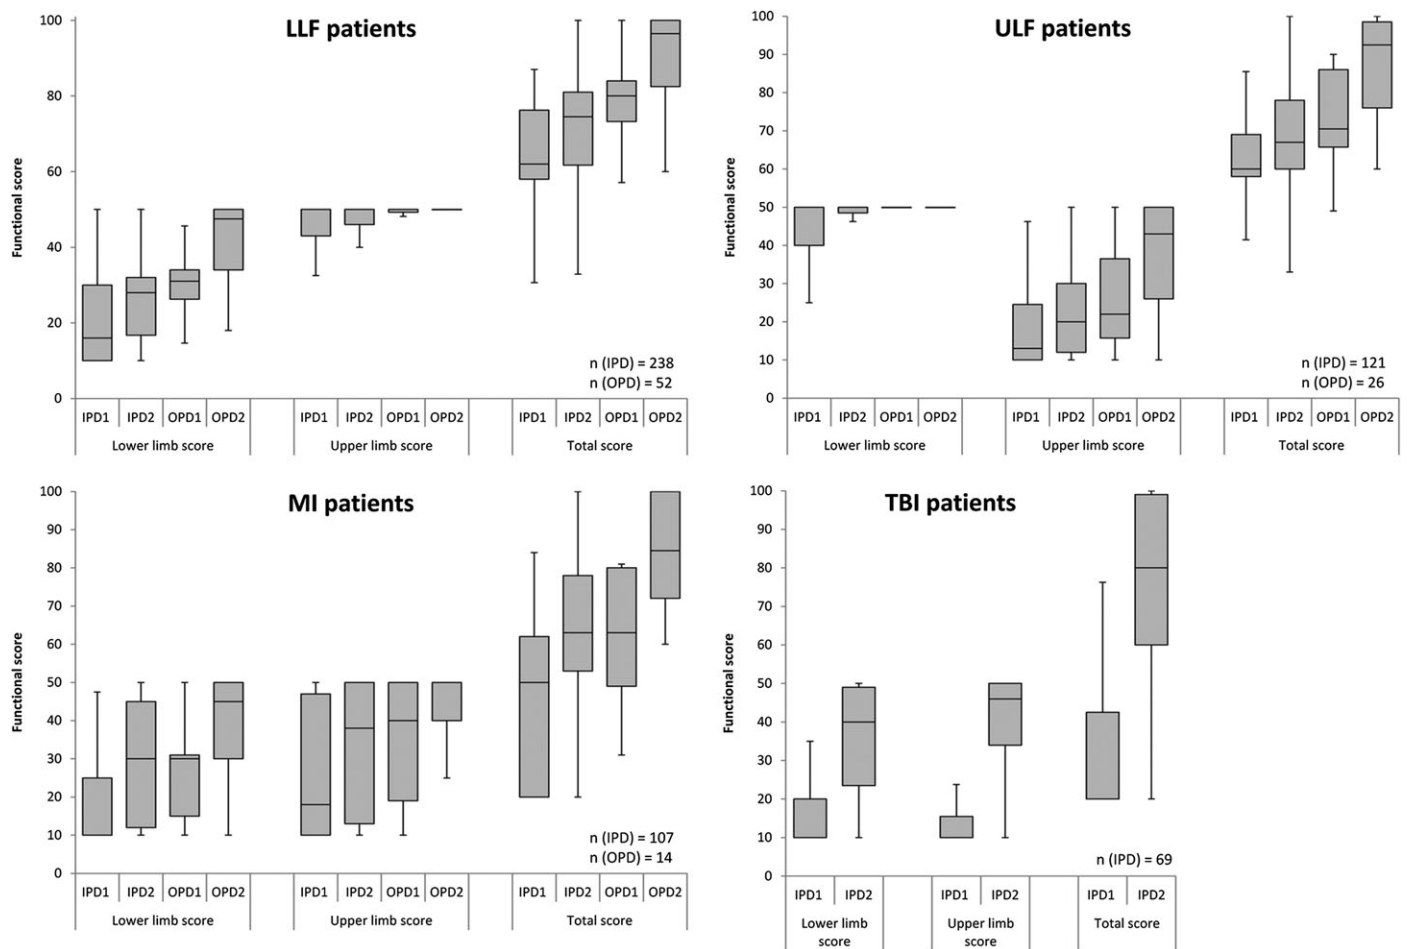 LLF patients
Functional score
100
80
60
40
20
0
n (IPD) = 238
n (OPD) = 52
IPD1 IPD2 OPD1 OPD2 IPD1 IPD2 OPD1 OPD2 IPD1 IPD2 OPD1 OPD2
Lower limb score Upper limb score Total score
ULF patients
Functional score
100
90
80
70
60
50
40
30
20
10
0
n (IPD) = 121
n (OPD) = 26
IPD1 IPD2 OPD1 OPD2 IPD1 IPD2 OPD1 OPD2 IPD1 IPD2 OPD1 OPD2
Lower limb score Upper limb score Total score
MI patients
Functional score
100
90
80
70
60
50
40
30
20
10
0
n (IPD) = 107
n (OPD) = 14
IPD1 IPD2 OPD1 OPD2 IPD1 IPD2 OPD1 OPD2 IPD1 IPD2 OPD1 OPD2
Lower limb score Upper limb score Total score
TBI patients
Functional score
100
90
80
70
60
50
40
30
20
10
0
n (IPD) = 69
IPD1 IPD2 IPD1 IPD2 IPD1 IPD2
Lower limb Upper limb Total score
score score